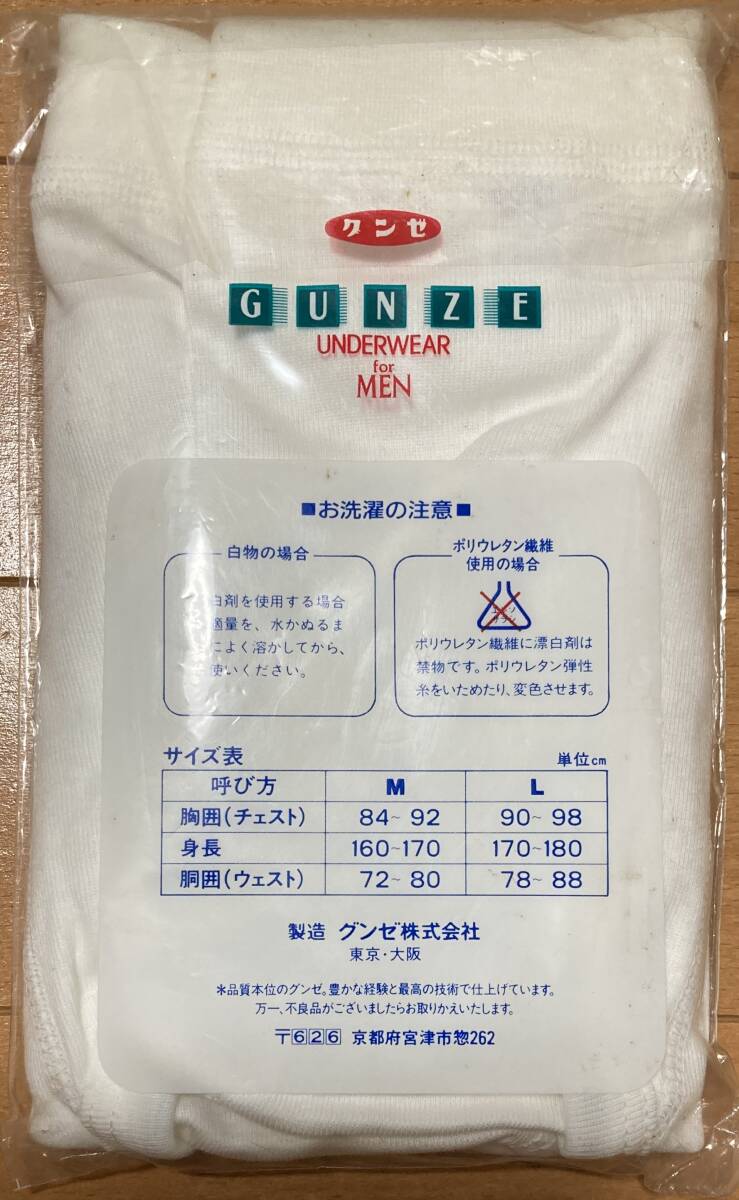 グンゼ
GUNZE
UNDERWEAR
for
MEN
■お洗濯の注意■
白物の場合
白剤を使用する場合
適量を、水かぬるま
によく溶かしてから、
使いください。
ポリウレタン繊維
使用の場合
エンソ
サラシ
ポリウレタン繊維に漂白剤は
禁物です。ポリウレタン弾性
糸をいためたり、変色させます。
サイズ表 単位cm
呼び方 M L
胸囲(チェスト) 84~92 90~98
身長 160~170 170~180
胴囲(ウェスト) 72~80 78~88
製造 グンゼ株式会社
東京・大阪
*品質本位のグンゼ。豊かな経験と最高の技術で仕上げています。
万一、不良品がございましたらお取りかえいたします。
〒626 京都府宮津市惣262